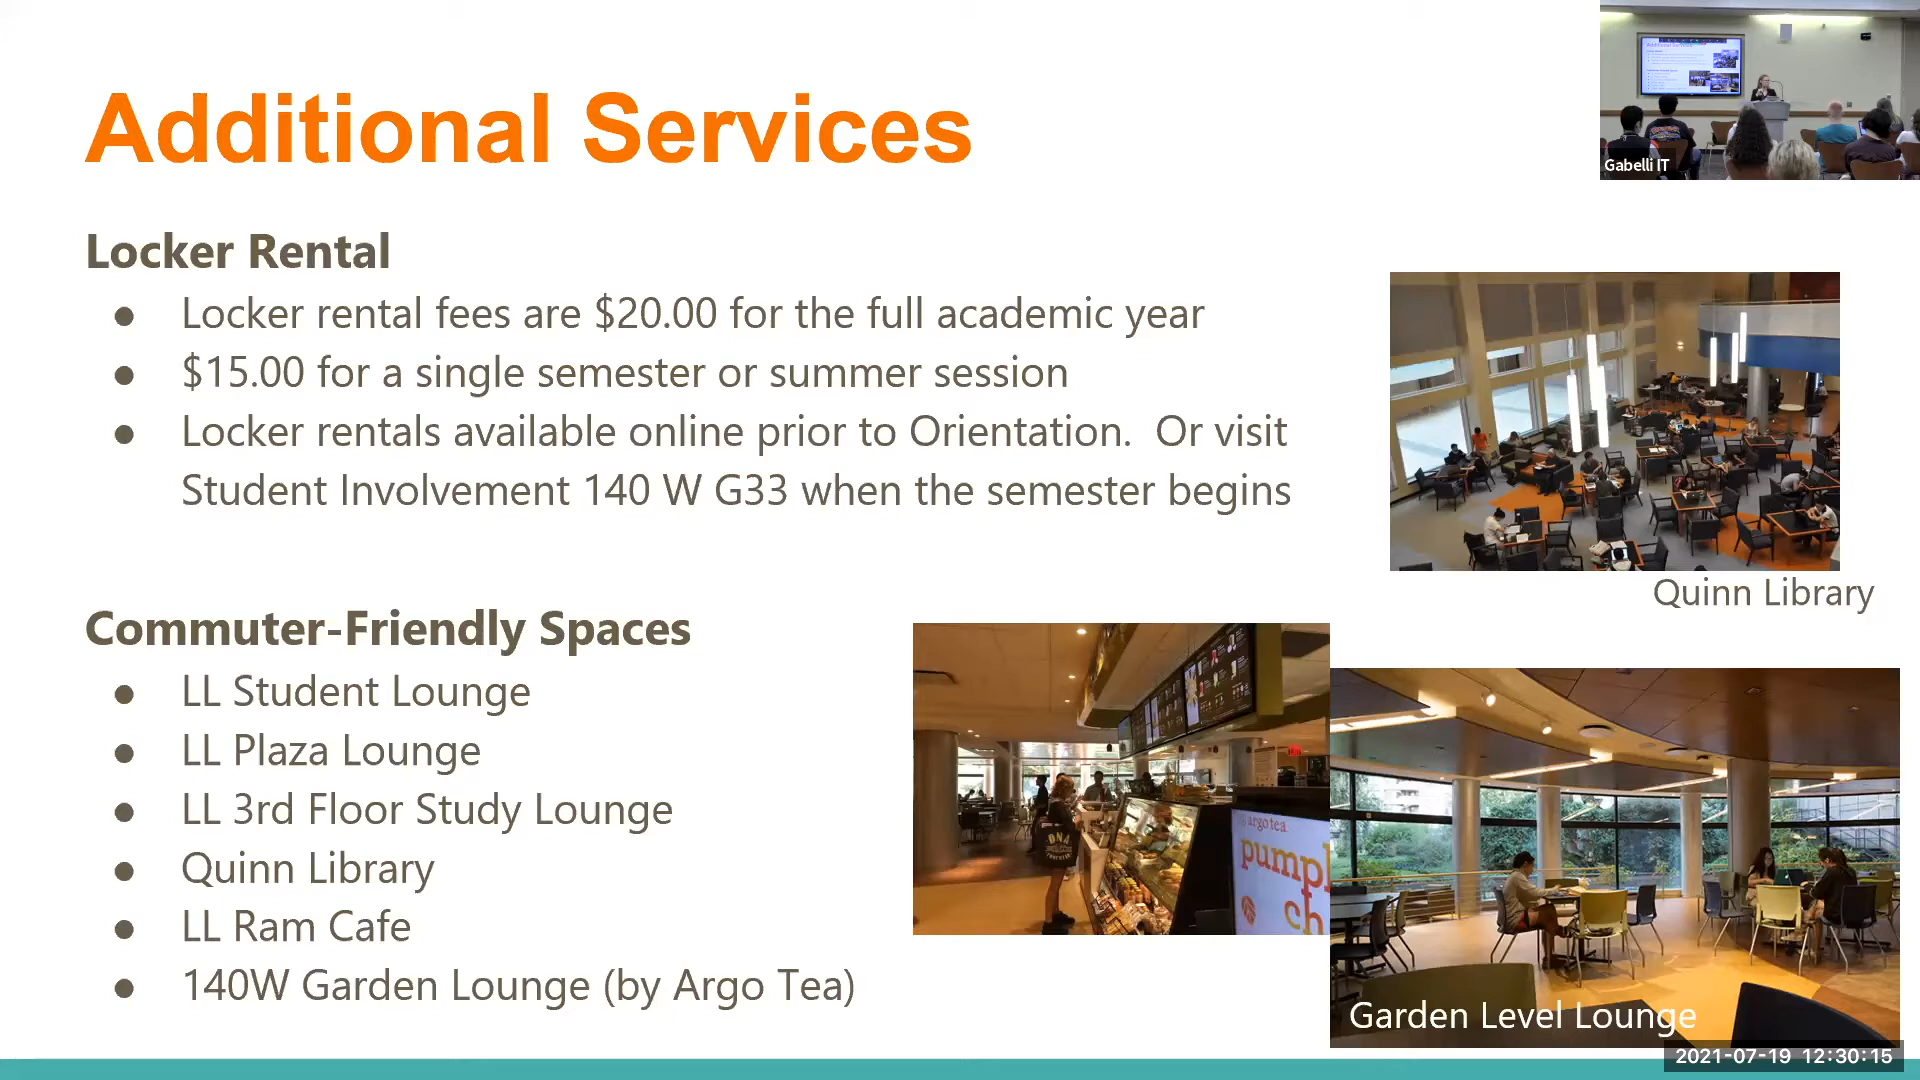 Additional Services
Gabelli IT
Locker Rental
● Locker rental fees are $20.00 for the full academic year
● $15.00 for a single semester or summer session
● Locker rentals available online prior to Orientation.  Or visit
Student Involvement 140 W G33 when the semester begins
Quinn Library
Commuter-Friendly Spaces
● LL Student Lounge
● LL Plaza Lounge
● LL 3rd Floor Study Lounge
● Quinn Library
● LL Ram Cafe
● 140W Garden Lounge (by Argo Tea)
argo tea
Garden Level Lounge
2021-07-19 12:30:15